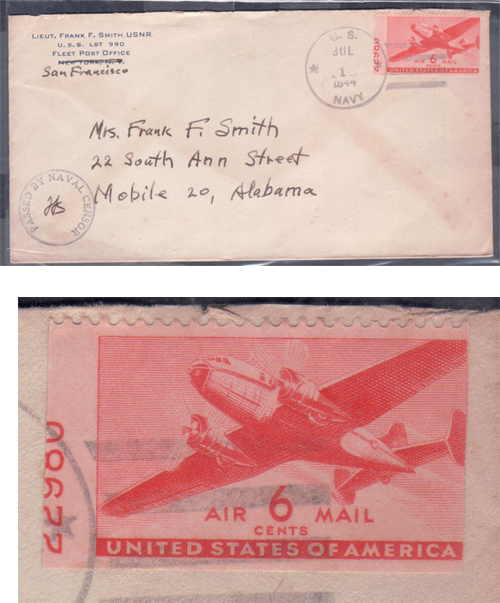 LIEUT. FRANK F. SMITH USNR
U.S.S. LST 990
FLEET POST OFFICE
NEW YORK, N.Y.
San Francisco
U. S.
JUL
1
1844
NAVY
AIR 6 MAIL
CENTS
UNITED STATES OF AMERICA
Mrs. Frank F. Smith
22 South Ann Street
Mobile 20, Alabama
PASSED BY NAVAL CENSOR
AIR 6 MAIL
CENTS
UNITED STATES OF AMERICA